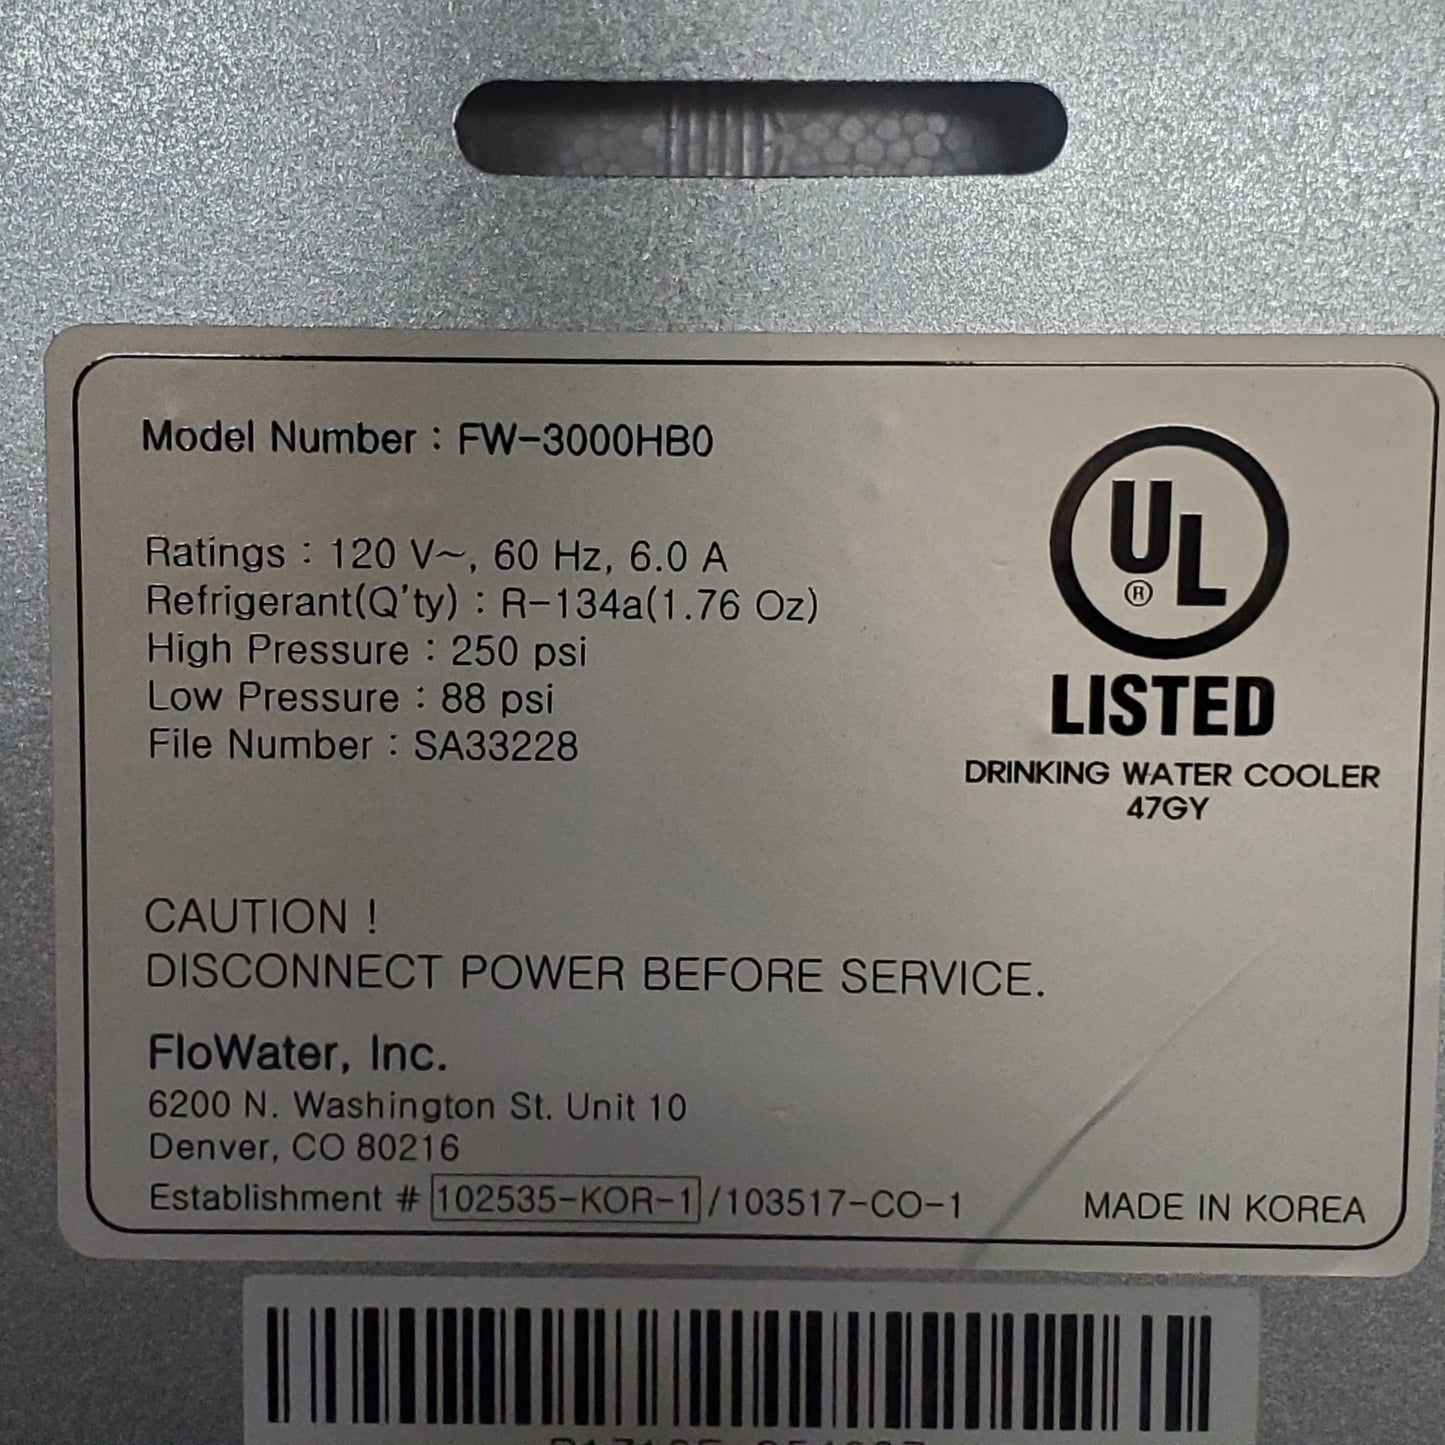 Model Number : FW-3000HB0
Ratings : 120 V~, 60 Hz, 6.0 A
Refrigerant(Q'ty) : R-134a(1.76 Oz)
High Pressure : 250 psi
Low Pressure : 88 psi
File Number : SA33228
UL
®
LISTED
DRINKING WATER COOLER
47GY
CAUTION !
DISCONNECT POWER BEFORE SERVICE.
FloWater, Inc.
6200 N. Washington St. Unit 10
Denver, CO 80216
Establishment # 102535-KOR-1 /103517-CO-1
MADE IN KOREA